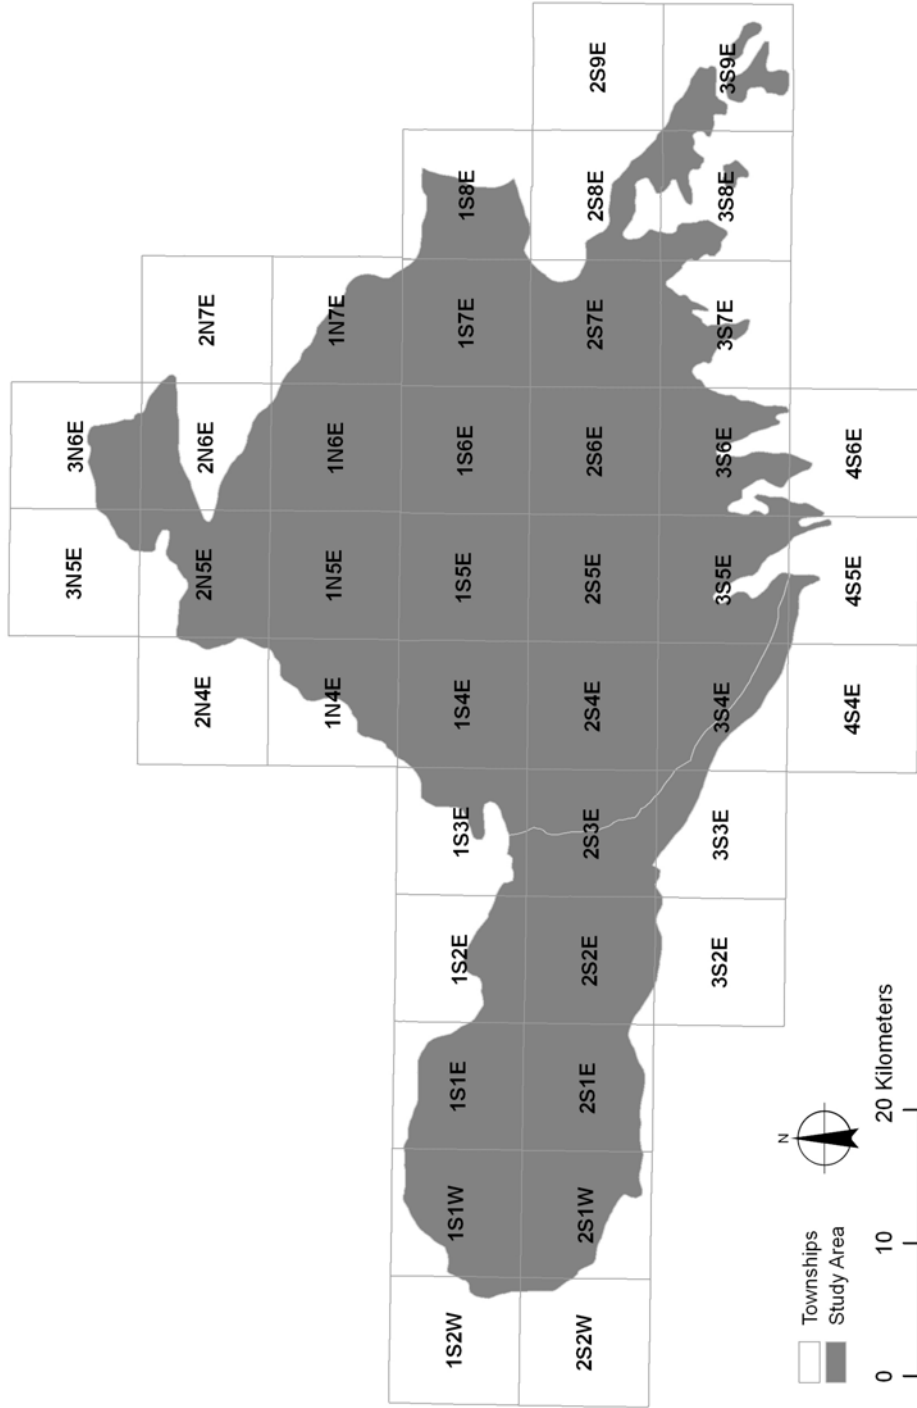 3N5E 3N6E
2N4E 2N5E 2N6E 2N7E
1N4E 1N5E 1N6E 1N7E
1S2W 1S1W 1S1E 1S2E 1S3E 1S4E 1S5E 1S6E 1S7E 1S8E
2S2W 2S1W 2S1E 2S2E 2S3E 2S4E 2S5E 2S6E 2S7E 2S8E 2S9E
3S2E 3S3E 3S4E 3S5E 3S6E 3S7E 3S8E 3S9E
4S4E 4S5E 4S6E
N
Townships
Study Area
0 10 20 Kilometers